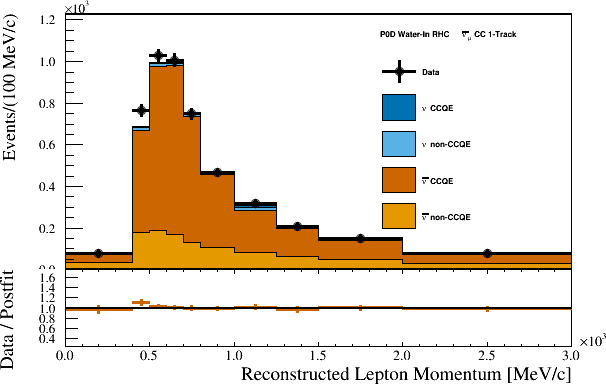 ×10³
Events/(100 MeV/c)
1.2
1.0
0.8
0.6
0.4
0.2
0.0
P0D Water-In RHC ν̅μ CC 1-Track
Data
ν CCQE
ν non-CCQE
ν̅ CCQE
ν̅ non-CCQE
Data / Postfit
1.6
1.4
1.2
1.0
0.8
0.6
0.4
0.0 0.5 1.0 1.5 2.0 2.5 3.0
×10³
Reconstructed Lepton Momentum [MeV/c]